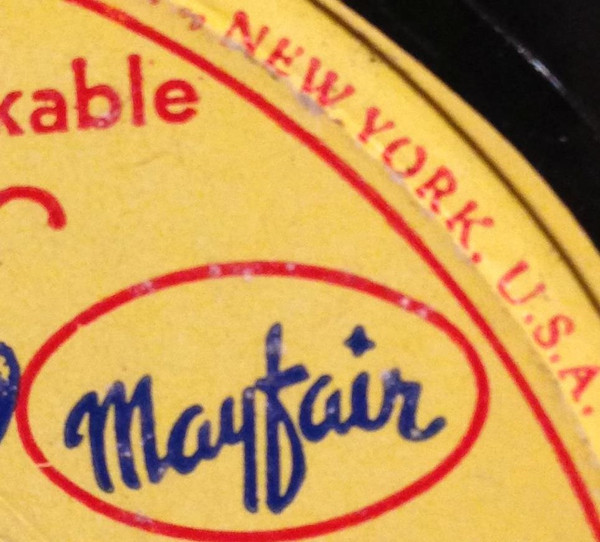 NEW YORK, U.S.A.
kable
Mayfair